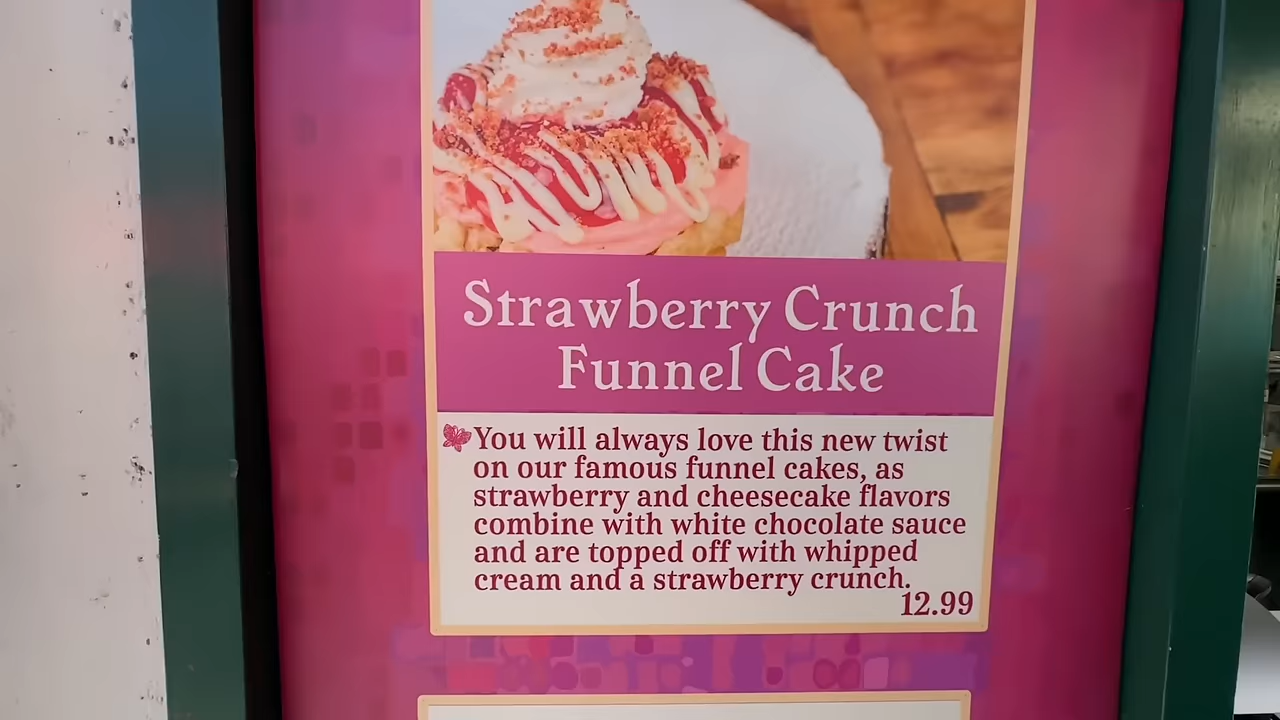 Strawberry Crunch
Funnel Cake
You will always love this new twist
on our famous funnel cakes, as
strawberry and cheesecake flavors
combine with white chocolate sauce
and are topped off with whipped
cream and a strawberry crunch.
12.99